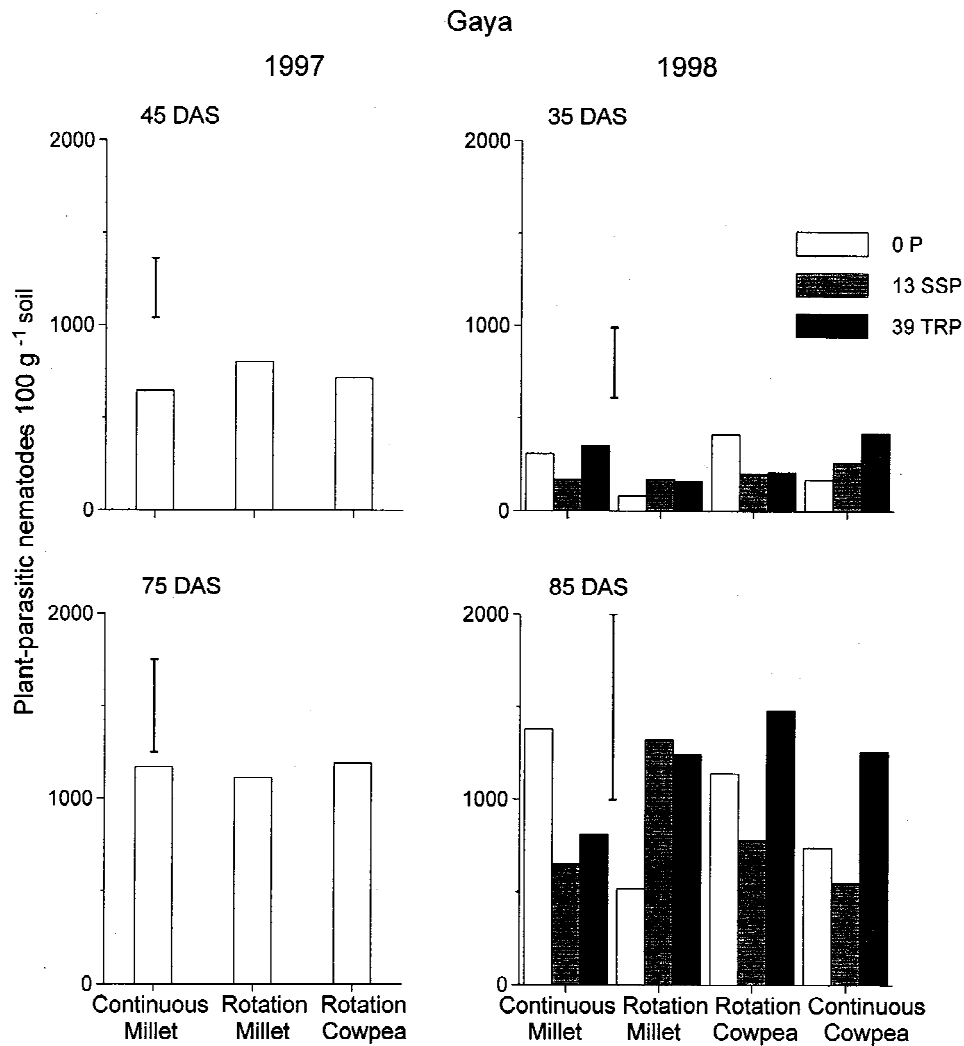 Gaya
1997
1998
45 DAS
35 DAS
2000
1000
0
2000
1000
0
0 P
13 SSP
39 TRP
Plant-parasitic nematodes 100 g -1 soil
75 DAS
85 DAS
2000
1000
0
2000
1000
0
Continuous Rotation Rotation
Millet Millet Cowpea
Continuous Rotation Rotation Continuous
Millet Millet Cowpea Cowpea